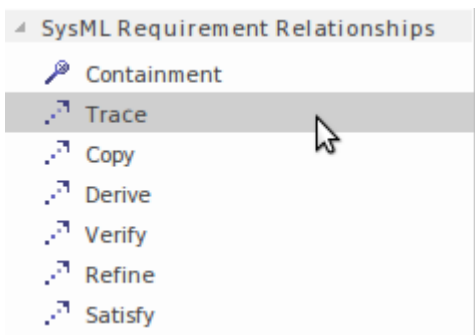 SysML Requirement Relationships
Containment
Trace
Copy
Derive
Verify
Refine
Satisfy